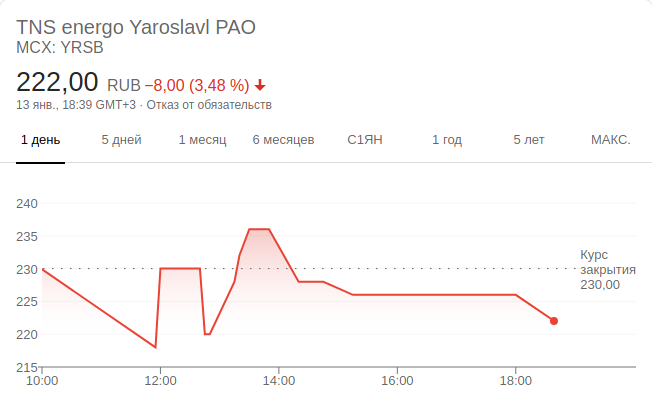 TNS energo Yaroslavl PAO
MCX: YRSB
222,00 RUB −8,00 (3,48 %)
13 янв., 18:39 GMT+3 · Отказ от обязательств
1 день 5 дней 1 месяц 6 месяцев С1ЯН 1 год 5 лет МАКС.
240
235
230
225
220
215
Курс
закрытия
230,00
10:00 12:00 14:00 16:00 18:00